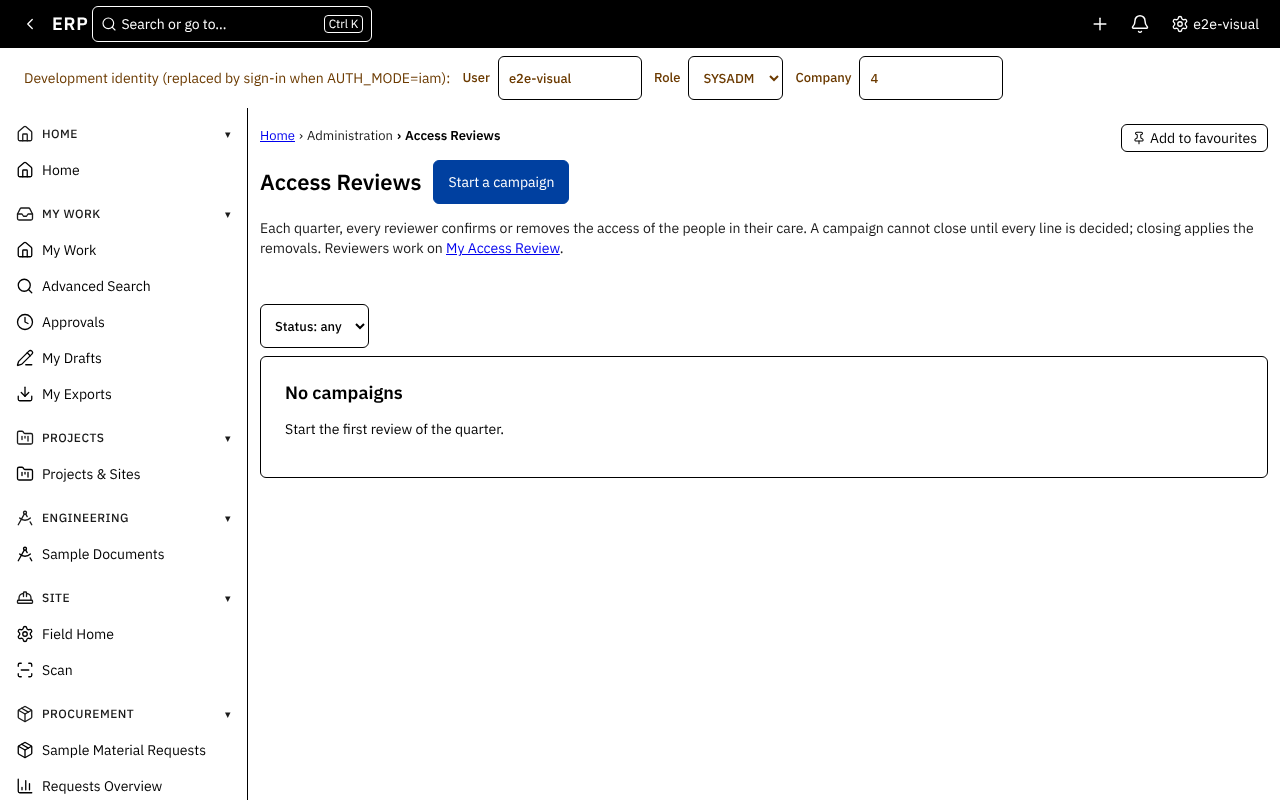 ERP
Search or go to...
Ctrl K
e2e-visual
Development identity (replaced by sign-in when AUTH_MODE=iam):
User
e2e-visual
Role
SYSADM
Company
4
HOME
Home
MY WORK
My Work
Advanced Search
Approvals
My Drafts
My Exports
PROJECTS
Projects & Sites
ENGINEERING
Sample Documents
SITE
Field Home
Scan
PROCUREMENT
Sample Material Requests
Requests Overview
Home › Administration › Access Reviews
Add to favourites
Access Reviews
Start a campaign
Each quarter, every reviewer confirms or removes the access of the people in their care. A campaign cannot close until every line is decided; closing applies the
removals. Reviewers work on My Access Review.
Status: any
No campaigns
Start the first review of the quarter.